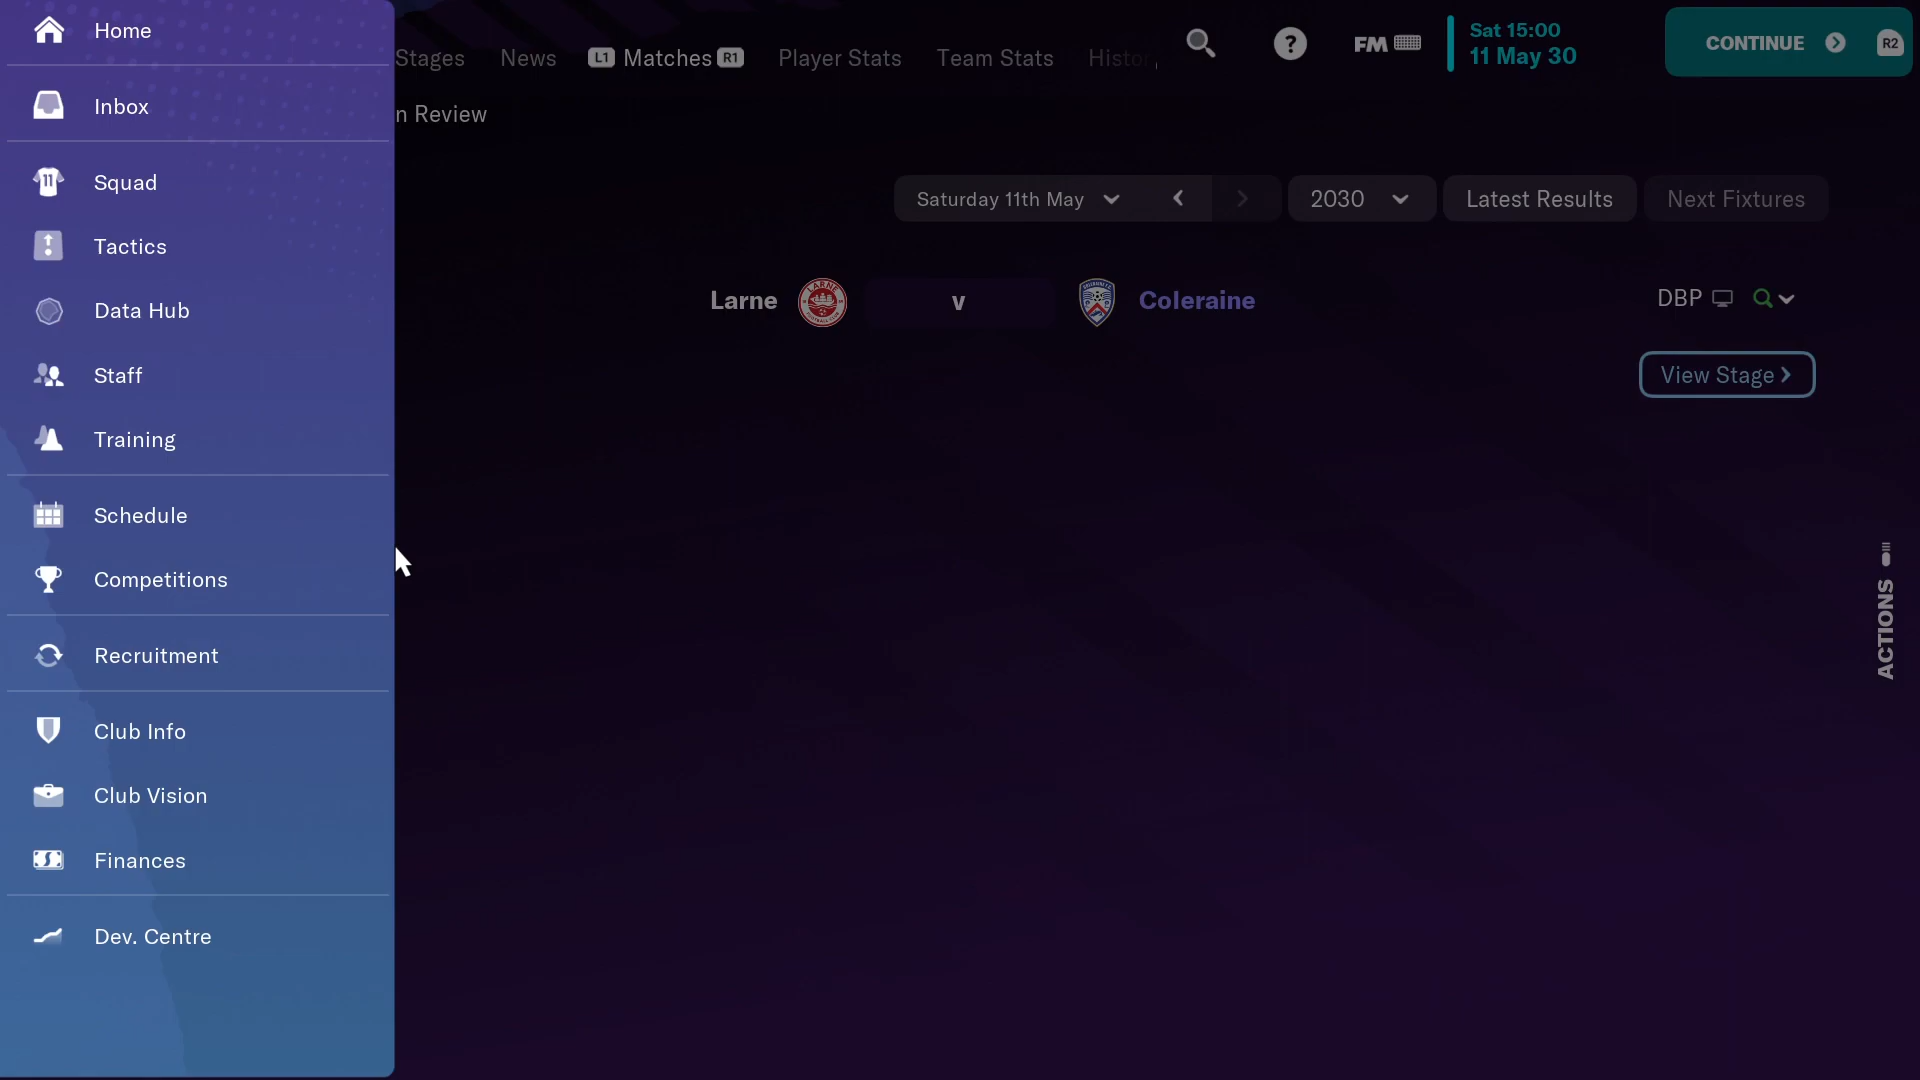 Home
Inbox
Squad
Tactics
Data Hub
Staff
Training
Schedule
Competitions
Recruitment
Club Info
Club Vision
Finances
Dev. Centre
Stages
News
L1 Matches R1
Player Stats
Team Stats
Histor
n Review
FM
Sat 15:00
11 May 30
CONTINUE
R2
Saturday 11th May
2030
Latest Results
Next Fixtures
Larne
v
Coleraine
DBP
View Stage
ACTIONS